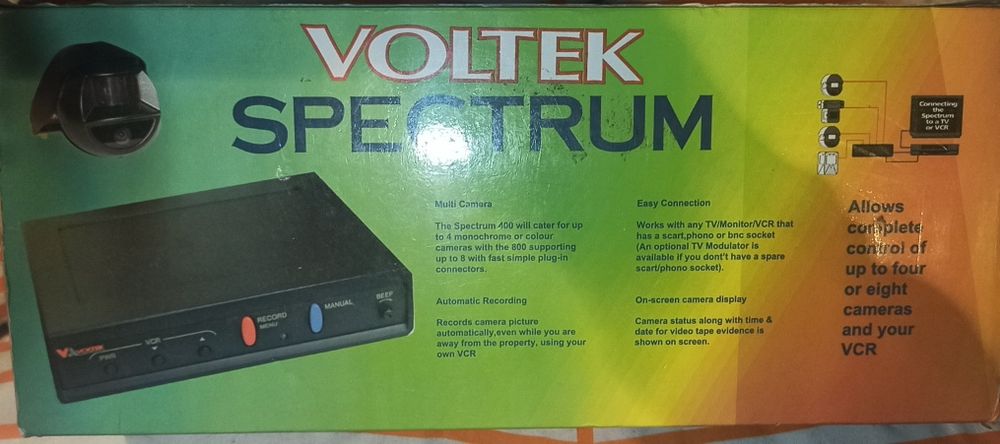 VOLTEK
SPECTRUM
Connecting
the
Spectrum
to a TV
or VCR
Multi Camera
The Spectrum 400 will cater for up
to 4 monochrome or colour
cameras with the 800 supporting
up to 8 with fast simple plug-in
connectors.
Easy Connection
Works with any TV/Monitor/VCR that
has a scart,phono or bnc socket
(An optional TV Modulator is
available if you dont't have a spare
scart/phono socket).
Automatic Recording
Records camera picture
automatically,even while you are
away from the property, using your
own VCR
On-screen camera display
Camera status along with time &
date for video tape evidence is
shown on screen.
Allows
complete
control of
up to four
or eight
cameras
and your
VCR
VOLTEK
PWR
VCR
RECORD
MENU
MANUAL
BEEP